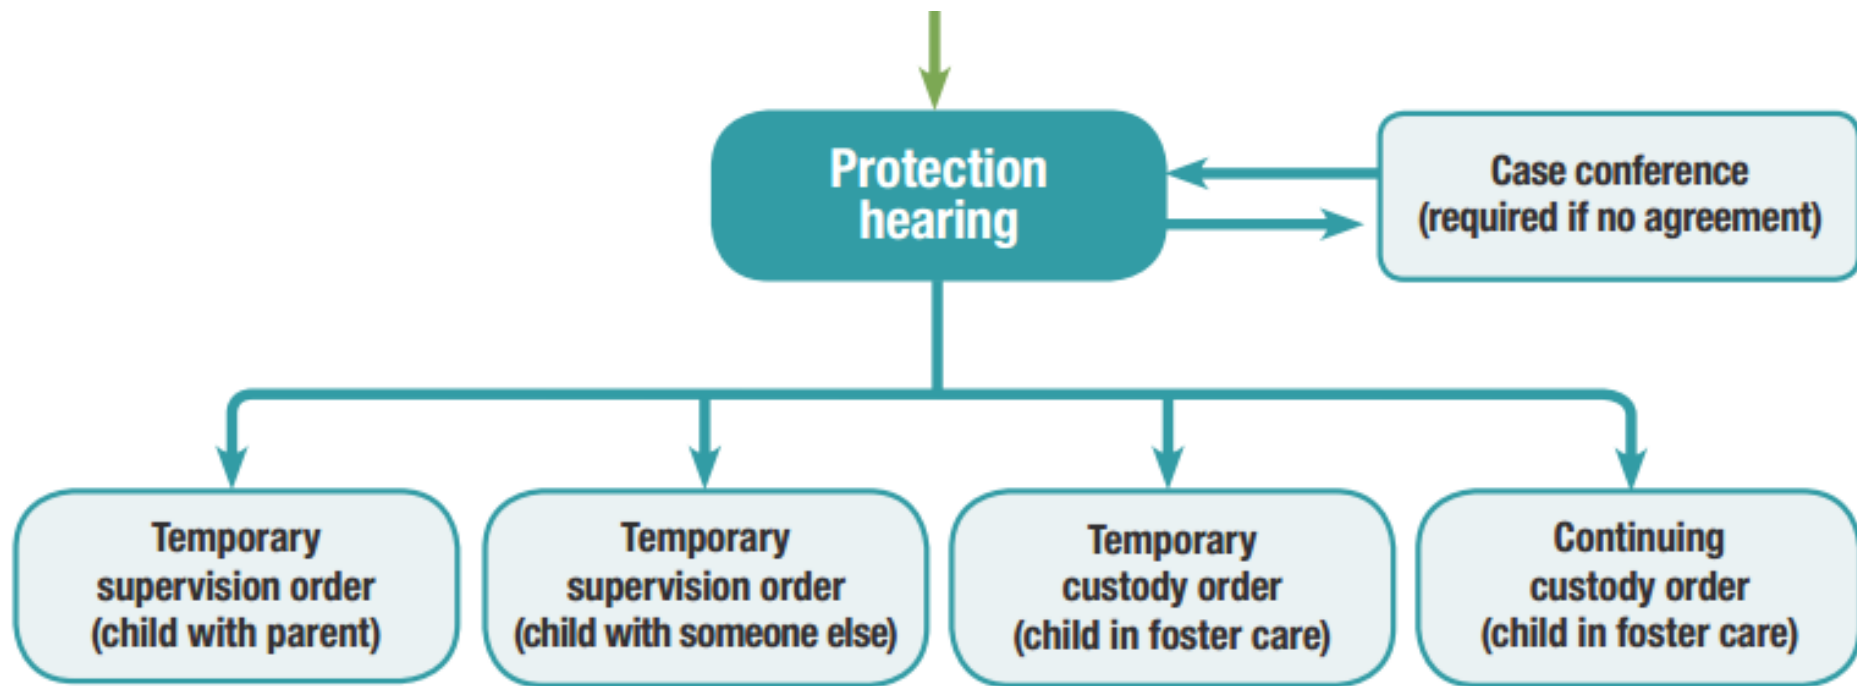 Protection
hearing
Case conference
(required if no agreement)
Temporary
supervision order
(child with parent)
Temporary
supervision order
(child with someone else)
Temporary
custody order
(child in foster care)
Continuing
custody order
(child in foster care)